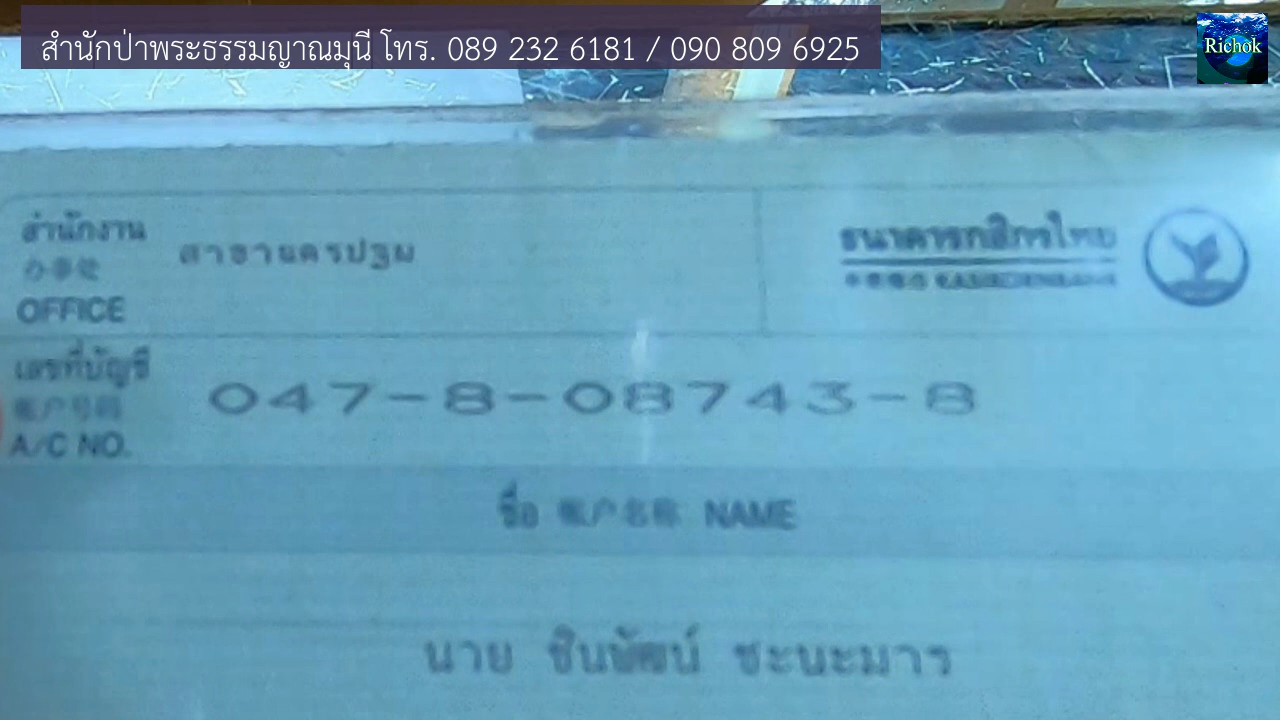 สำนักป่าพระธรรมญาณมุนี โทร. 089 232 6181 / 090 809 6925
Richok
สำนักงาน
สาขานครปฐม
OFFICE
ธนาคารกสิกรไทย
KASIKORNBANK
เลขที่บัญชี
A/C NO.
047-8-08743-8
ชื่อ NAME
นาย ชินพัฒน์ ชะนะมาร